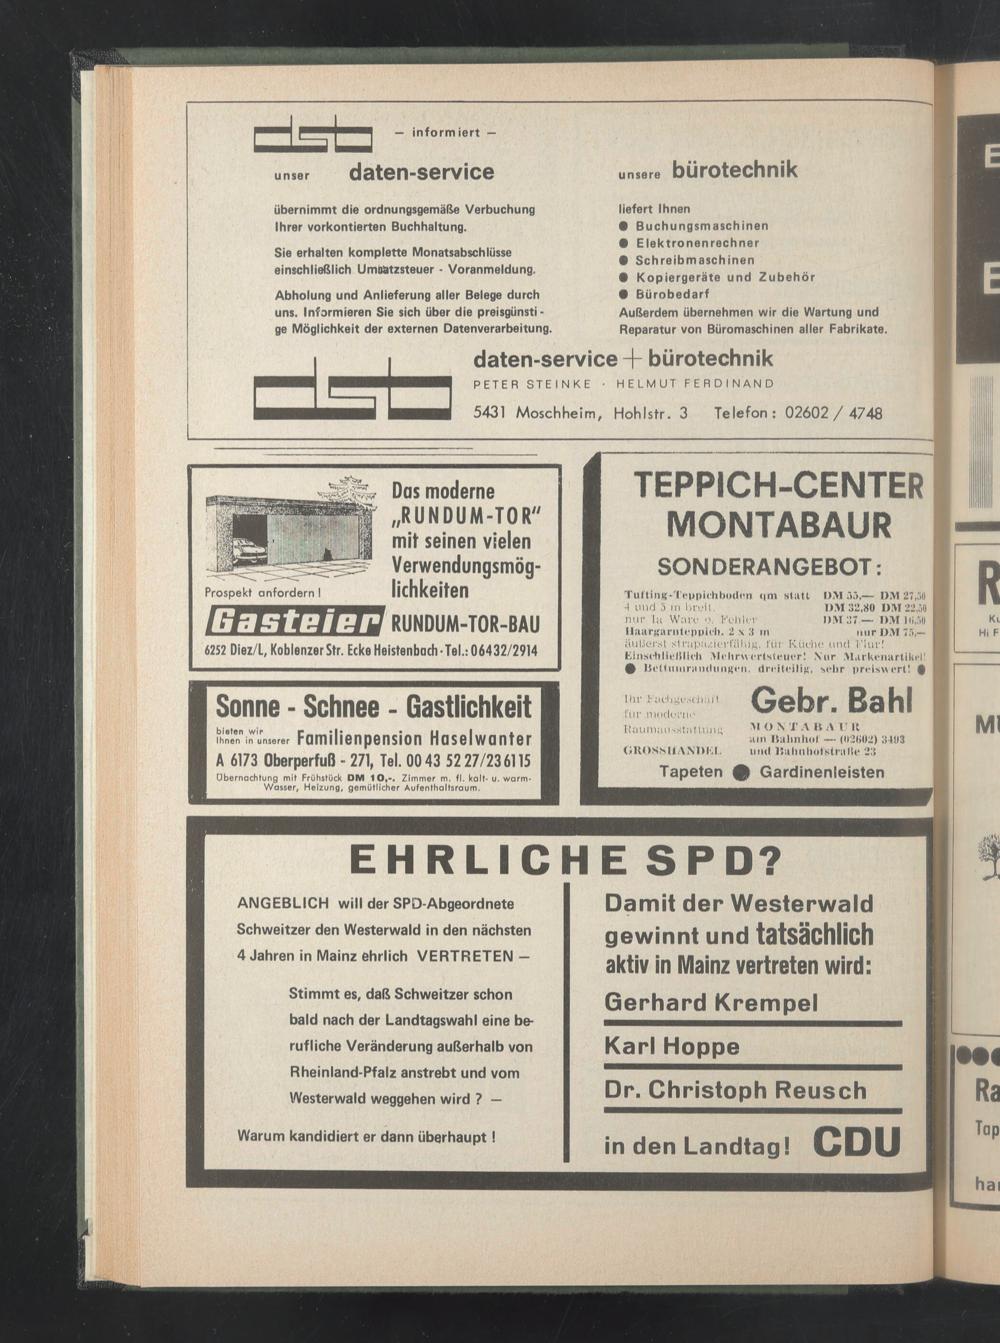 dsb – informiert –
unser daten-service
übernimmt die ordnungsgemäße Verbuchung
Ihrer vorkontierten Buchhaltung.
Sie erhalten komplette Monatsabschlüsse
einschließlich Umsatzsteuer - Voranmeldung.
Abholung und Anlieferung aller Belege durch
uns. Informieren Sie sich über die preisgünsti-
ge Möglichkeit der externen Datenverarbeitung.
unsere bürotechnik
liefert Ihnen
● Buchungsmaschinen
● Elektronenrechner
● Schreibmaschinen
● Kopiergeräte und Zubehör
● Bürobedarf
Außerdem übernehmen wir die Wartung und
Reparatur von Büromaschinen aller Fabrikate.
dsb
daten-service + bürotechnik
PETER STEINKE · HELMUT FERDINAND
5431 Moschheim, Hohlstr. 3 Telefon: 02602 / 4748
Das moderne
„RUNDUM-TOR"
mit seinen vielen
Verwendungsmög-
lichkeiten
Prospekt anfordern!
Gasteier RUNDUM-TOR-BAU
6252 Diez/L, Koblenzer Str. Ecke Heistenbach · Tel.: 06432/2914
Sonne - Schnee - Gastlichkeit
bieten wir
Ihnen in unserer Familienpension Haselwanter
A 6173 Oberperfuß - 271, Tel. 00 43 52 27/23 61 15
Übernachtung mit Frühstück DM 10,-. Zimmer m. fl. kalt- u. warm-
Wasser, Heizung, gemütlicher Aufenthaltsraum.
TEPPICH-CENTER
MONTABAUR
SONDERANGEBOT:
Tufting-Teppichboden qm statt DM 55,— DM 27,50
4 und 5 m breit. DM 32,80 DM 22,50
nur Ia Ware o. Fehler DM 37,— DM 16,50
Haargarnteppich. 2 x 3 m nur DM 75,—
äußerst strapazierfähig, für Küche und Flur!
Einschließlich Mehrwertsteuer! Nur Markenartikel!
● Bettumrandungen, dreiteilig, sehr preiswert! ●
Ihr Fachgeschäft
für moderne
Raumausstattung
GROSSHANDEL
Gebr. Bahl
MONTABAUR
am Bahnhof — (02602) 3493
und Bahnhofstraße 23
Tapeten ● Gardinenleisten
EHRLICHE SPD?
ANGEBLICH will der SPD-Abgeordnete
Schweitzer den Westerwald in den nächsten
4 Jahren in Mainz ehrlich VERTRETEN —
Stimmt es, daß Schweitzer schon
bald nach der Landtagswahl eine be-
rufliche Veränderung außerhalb von
Rheinland-Pfalz anstrebt und vom
Westerwald weggehen wird ? —
Warum kandidiert er dann überhaupt !
Damit der Westerwald
gewinnt und tatsächlich
aktiv in Mainz vertreten wird:
Gerhard Krempel
Karl Hoppe
Dr. Christoph Reusch
in den Landtag! CDU